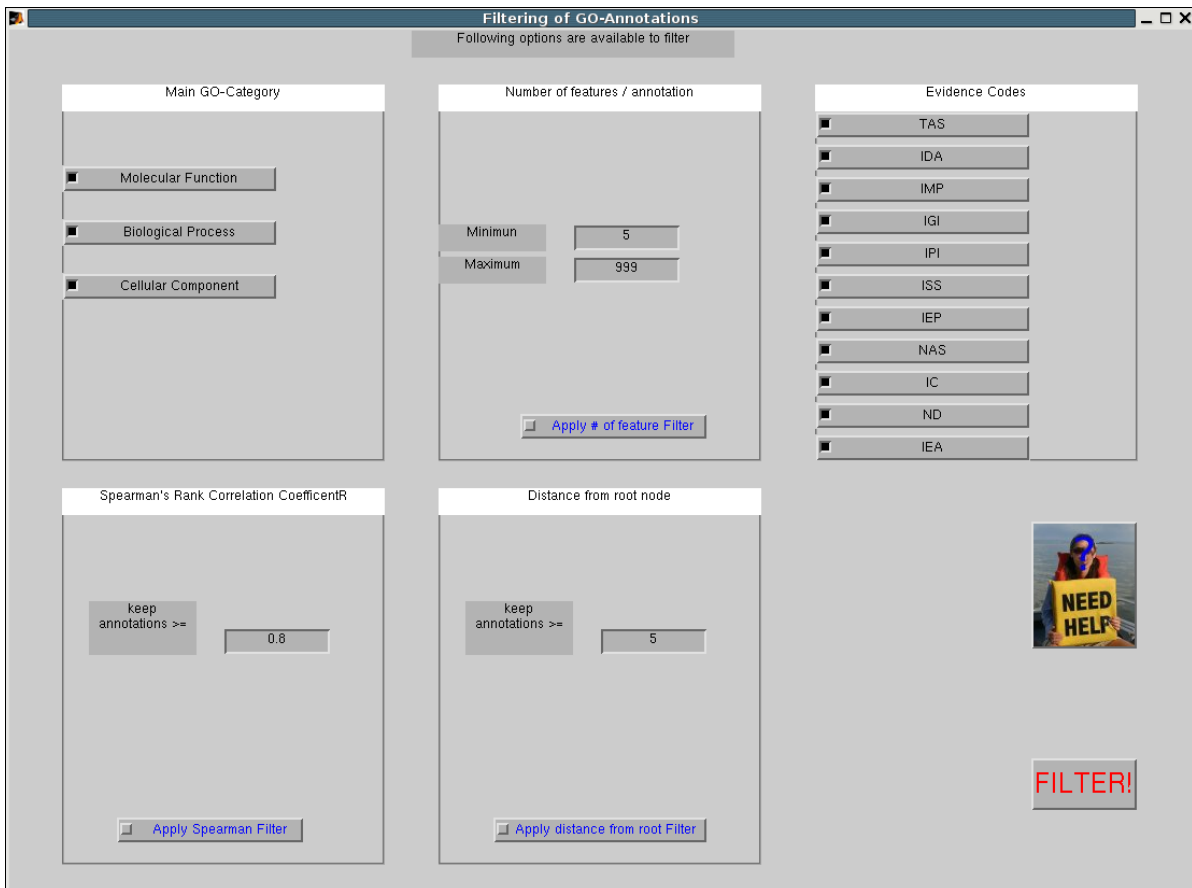 Filtering of GO-Annotations
Following options are available to filter
Main GO-Category
Molecular Function
Biological Process
Cellular Component
Number of features / annotation
Minimun
5
Maximum
999
Apply # of feature Filter
Evidence Codes
TAS
IDA
IMP
IGI
IPI
ISS
IEP
NAS
IC
ND
IEA
Spearman's Rank Correlation CoefficentR
keep
annotations >=
0.8
Apply Spearman Filter
Distance from root node
keep
annotations >=
5
Apply distance from root Filter
?
NEED
HELP
FILTER!